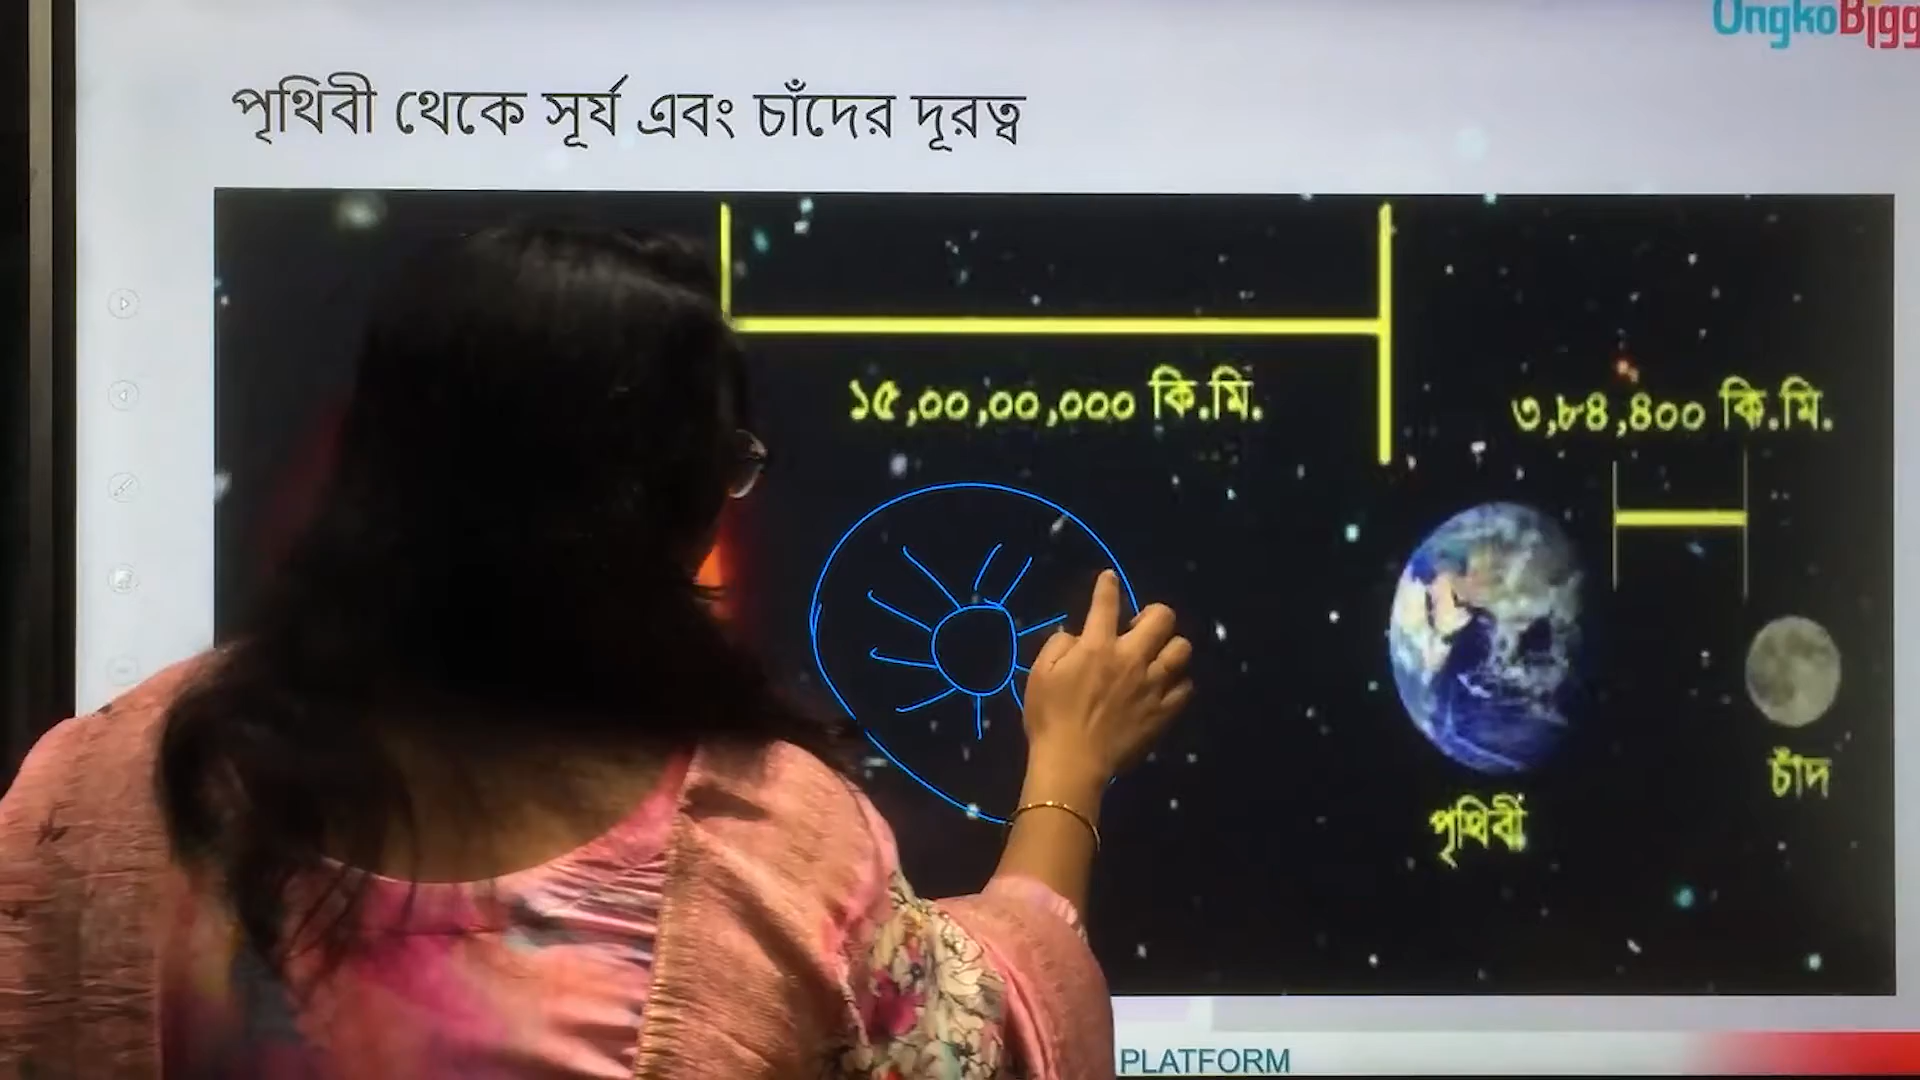 OngkoBigg
পৃথিবী থেকে সূর্য এবং চাঁদের দূরত্ব
১৫,০০,০০,০০০ কি.মি.
৩,৮৪,৪০০ কি.মি.
চাঁদ
পৃথিবী
PLATFORM